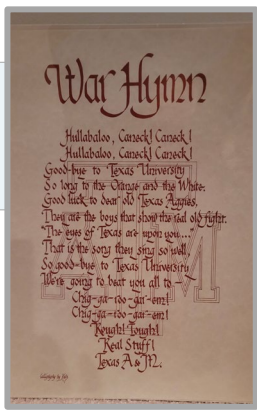 War Hymn
Hullabaloo, Caneck! Caneck!
Hullabaloo, Caneck! Caneck!
Good-bye to Texas University
So long to the Orange and the White.
Good luck to dear old Texas Aggies,
They are the boys that show the real old fight.
"The eyes of Texas are upon you...."
That is the song they sing so well
So good-bye to Texas University
We're going to beat you all to—
Chig-ga-roo-gar-em!
Chig-ga-roo-gar-em!
Rough! Tough!
Real Stuff!
Texas A & M.